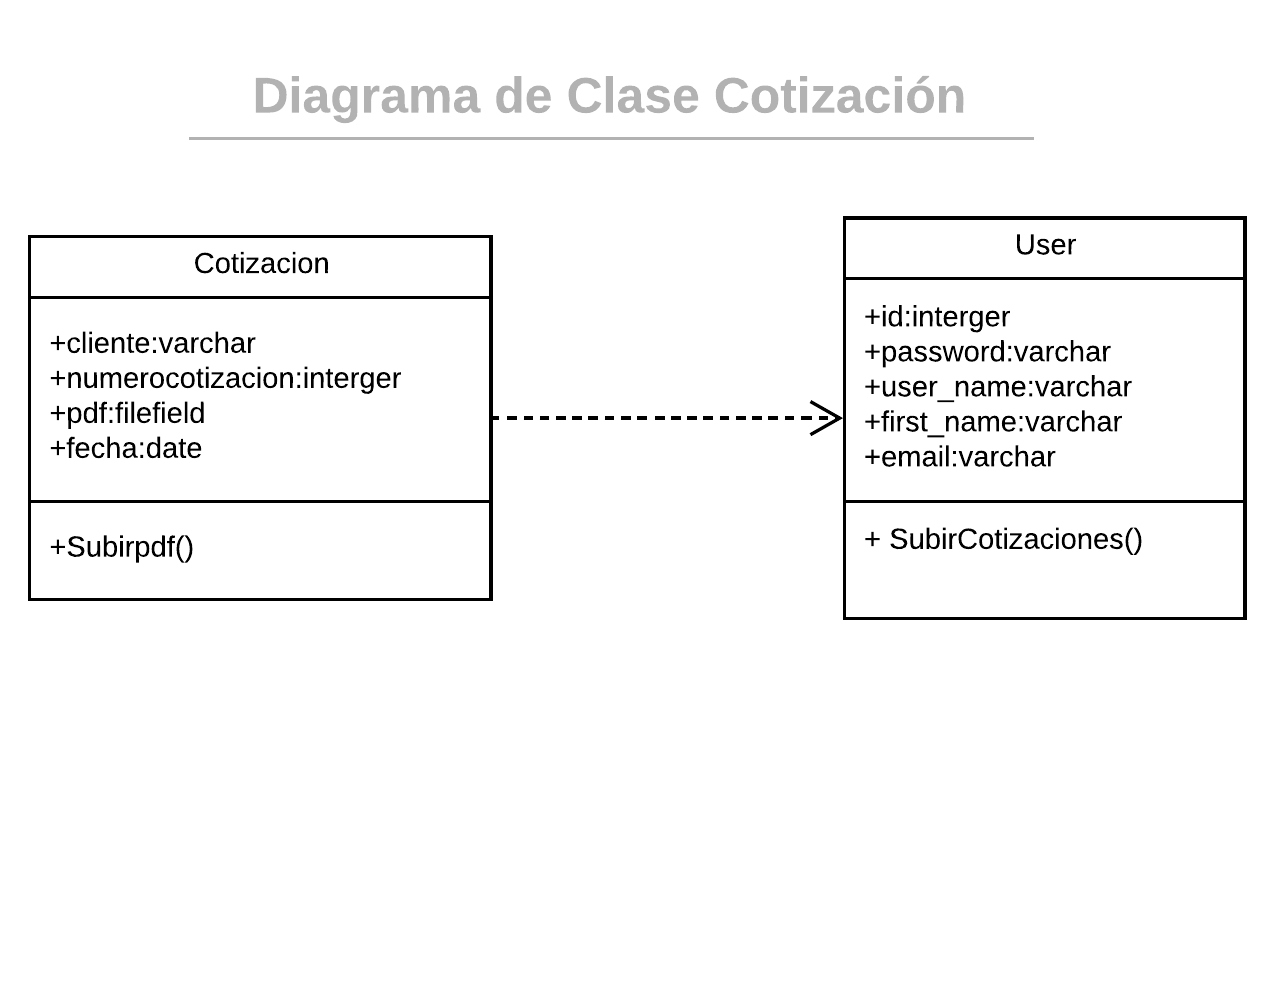 Diagrama de Clase Cotización
Cotizacion
+cliente:varchar
+numerocotizacion:interger
+pdf:filefield
+fecha:date
+Subirpdf()
User
+id:interger
+password:varchar
+user_name:varchar
+first_name:varchar
+email:varchar
+ SubirCotizaciones()